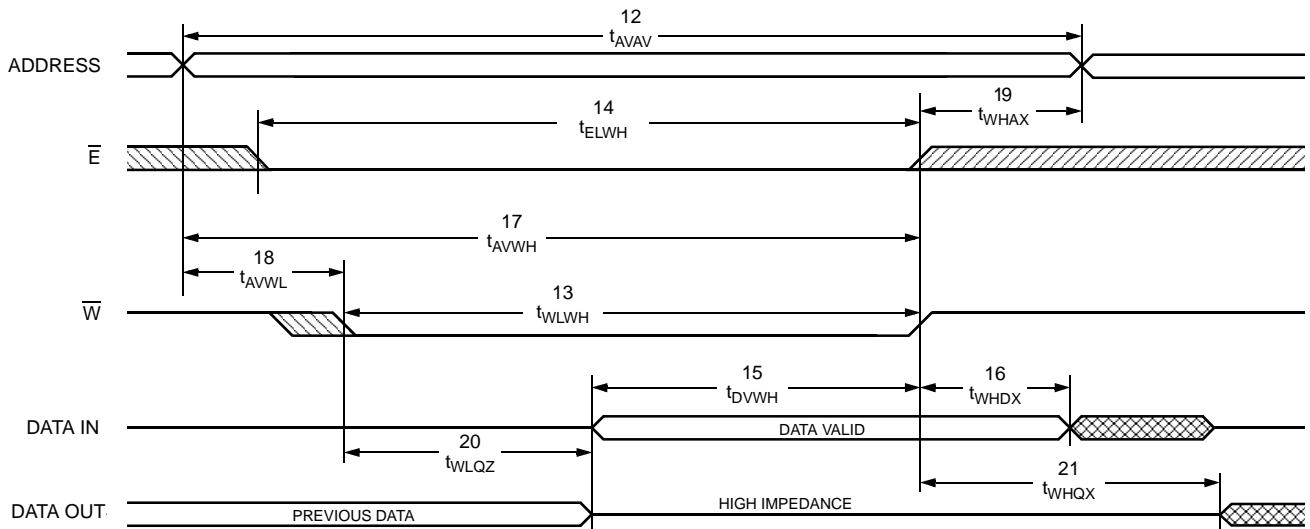 12
tAVAV
ADDRESS
14
tELWH
19
tWHAX
E
17
tAVWH
18
tAVWL
13
tWLWH
W
15
tDVWH
16
tWHDX
DATA IN
DATA VALID
20
tWLQZ
21
tWHQX
DATA OUT
PREVIOUS DATA
HIGH IMPEDANCE